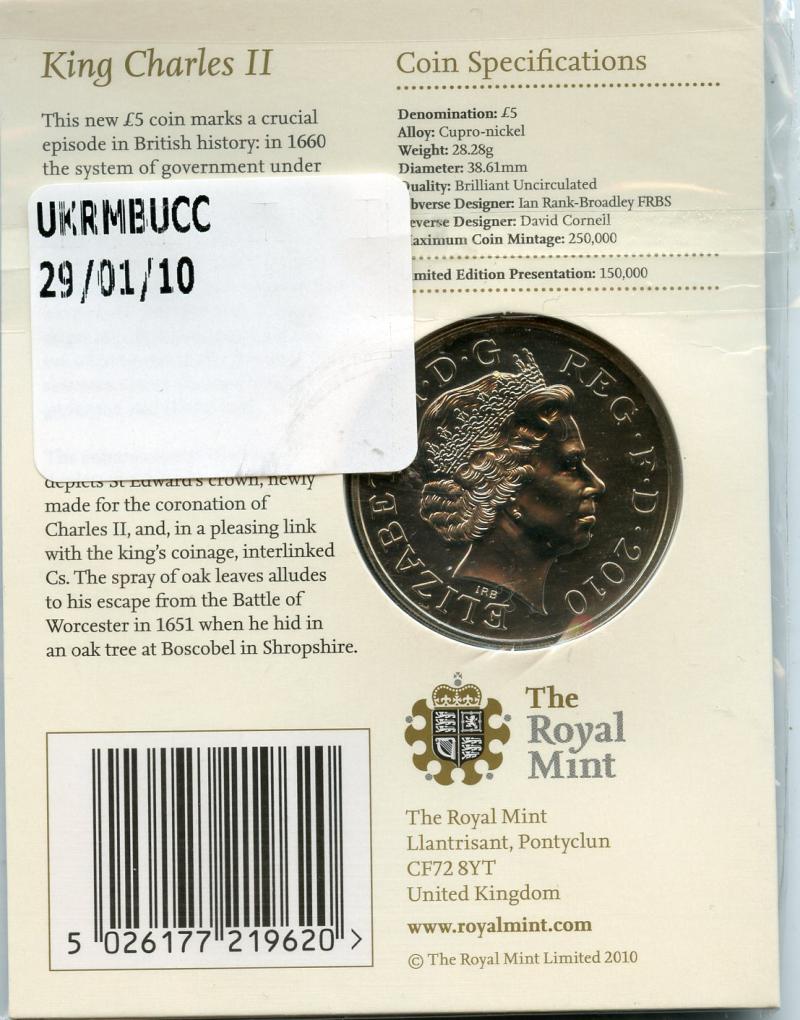 King Charles II
This new £5 coin marks a crucial
episode in British history: in 1660
the system of government under
UKRMBUCC
29/01/10
depicts St Edward's crown, newly
made for the coronation of
Charles II, and, in a pleasing link
with the king's coinage, interlinked
Cs. The spray of oak leaves alludes
to his escape from the Battle of
Worcester in 1651 when he hid in
an oak tree at Boscobel in Shropshire.
Coin Specifications
Denomination: £5
Alloy: Cupro-nickel
Weight: 28.28g
Diameter: 38.61mm
uality: Brilliant Uncirculated
bverse Designer: Ian Rank-Broadley FRBS
everse Designer: David Cornell
aximum Coin Mintage: 250,000
mited Edition Presentation: 150,000
ELIZABET · D · G REG · F · D · 2010
IRB
The
Royal
Mint
The Royal Mint
Llantrisant, Pontyclun
CF72 8YT
United Kingdom
www.royalmint.com
© The Royal Mint Limited 2010
5 026177 219620 >